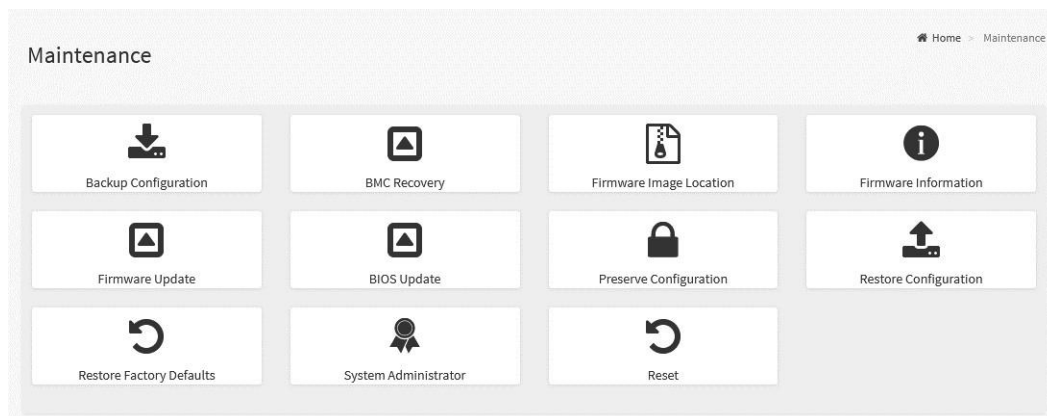 Home > Maintenance
Maintenance
Backup Configuration
BMC Recovery
Firmware Image Location
Firmware Information
Firmware Update
BIOS Update
Preserve Configuration
Restore Configuration
Restore Factory Defaults
System Administrator
Reset